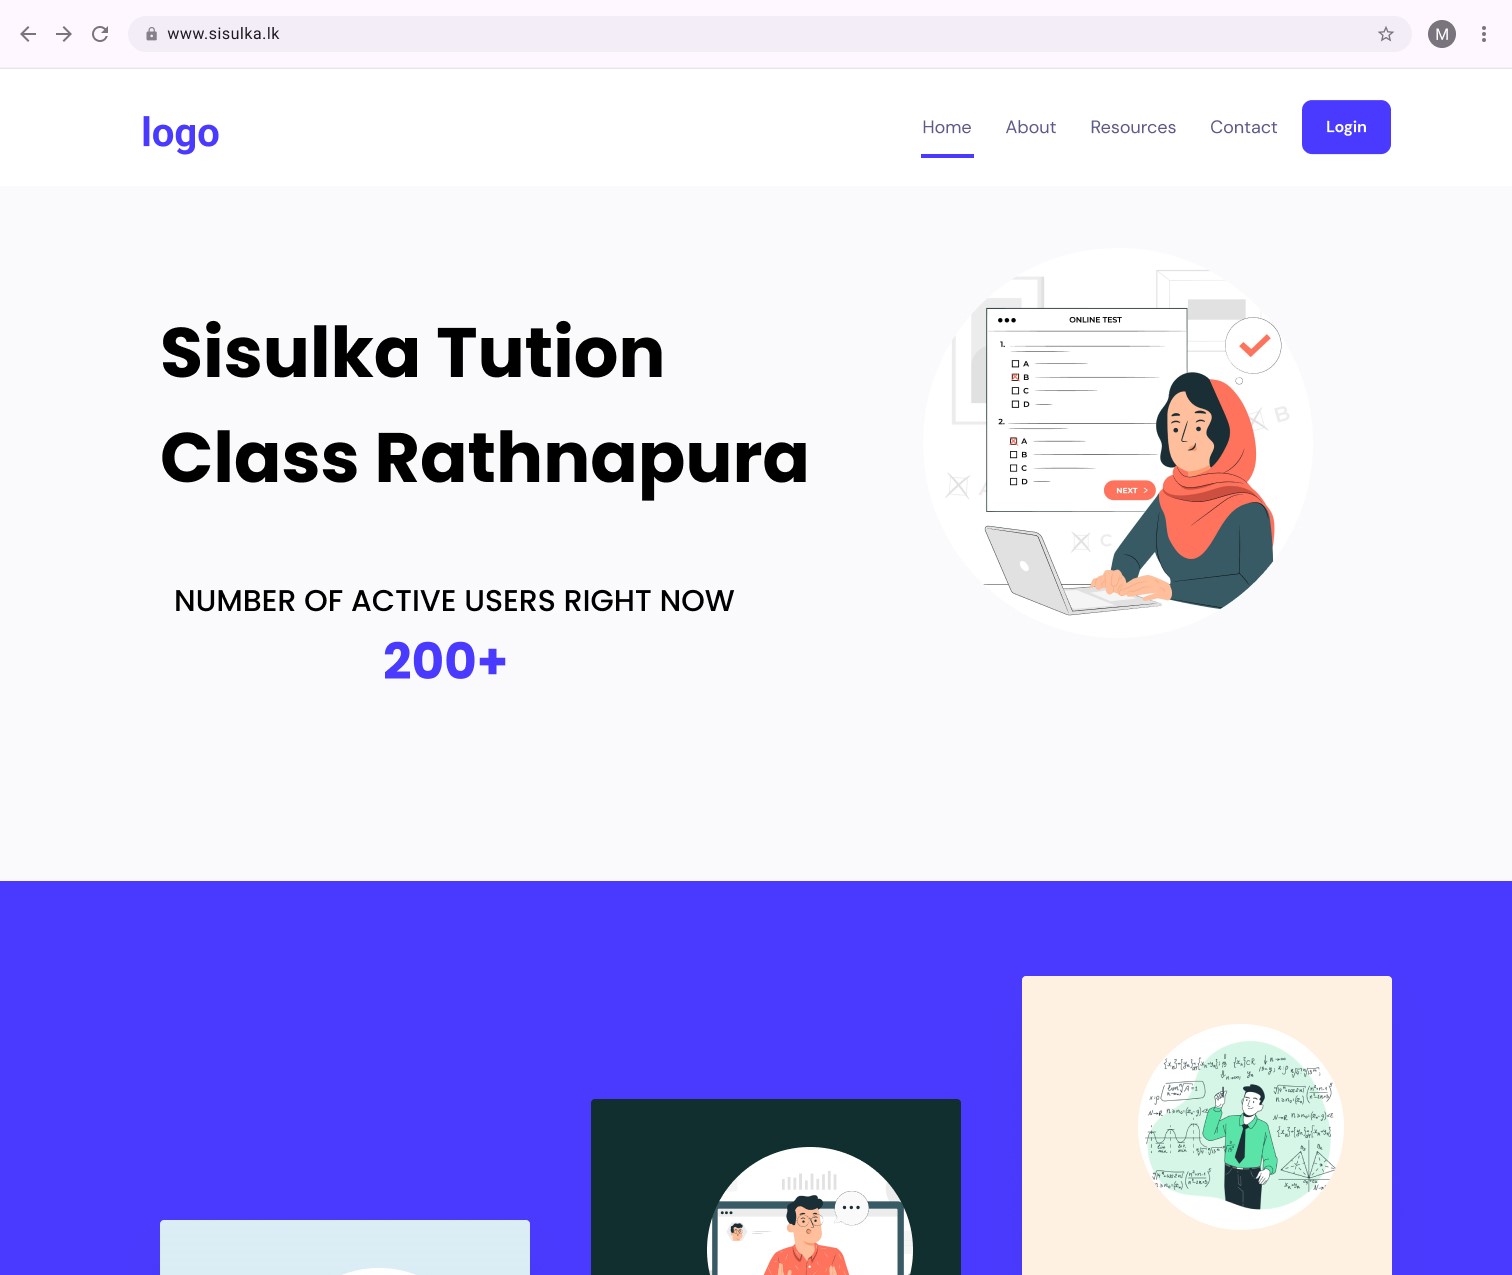 www.sisulka.lk
M
logo
Home About Resources Contact Login
Sisulka Tution
Class Rathnapura
NUMBER OF ACTIVE USERS RIGHT NOW
200+
ONLINE TEST
1.
A
B
C
D
2.
A
B
C
D
NEXT >
B
A
C